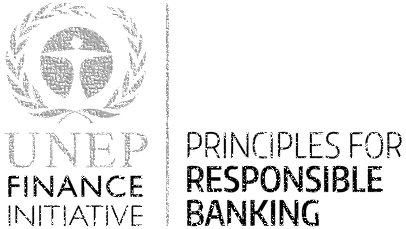 UNEP
FINANCE
INITIATIVE
PRINCIPLES FOR
RESPONSIBLE
BANKING